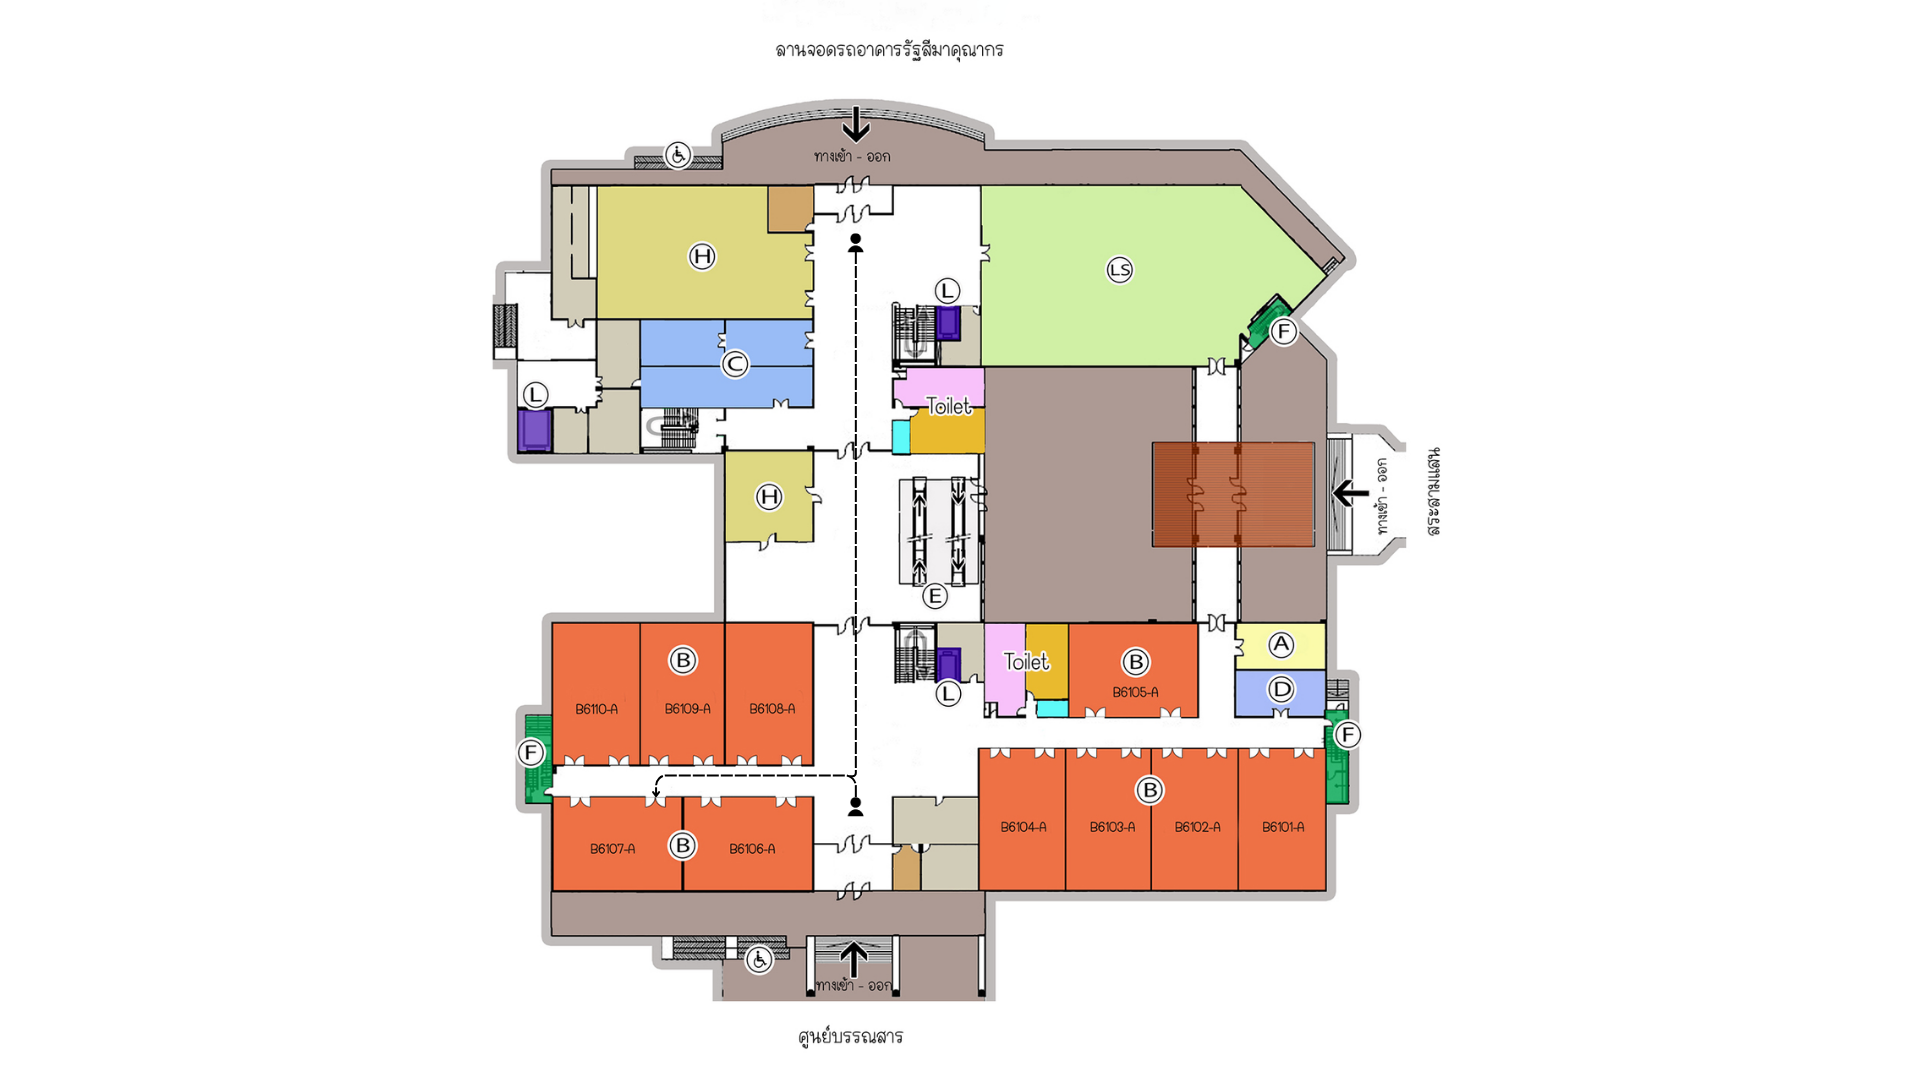 ลานจอดรถอาคารรัฐสีมาคุณากร
ทางเข้า - ออก
H
LS
L
F
C
L
Toilet
H
ทางเข้า - ออก
สระสามแสน
E
A
B
Toilet
B
B6105-A
D
L
B6110-A
B6109-A
B6108-A
F
F
B
B6104-A
B6103-A
B6102-A
B6101-A
B6107-A
B
B6106-A
ทางเข้า - ออก
ศูนย์บรรณสาร